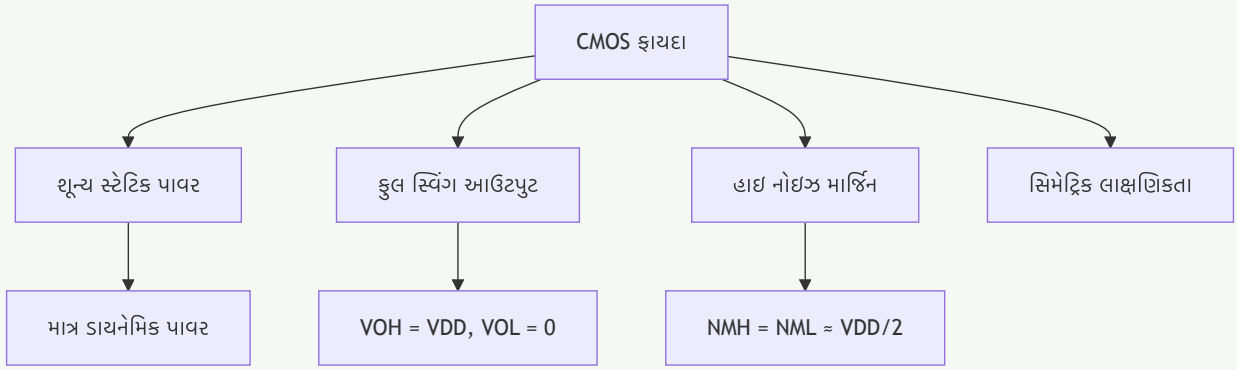 CMOS ફાયદા
શૂન્ય સ્ટેટિક પાવર
ફુલ સ્વિંગ આઉટપુટ
હાઇ નોઇઝ માર્જિન
સિમેટ્રિક લાક્ષણિકતા
માત્ર ડાયનેમિક પાવર
VOH = VDD, VOL = 0
NMH = NML ≈ VDD/2